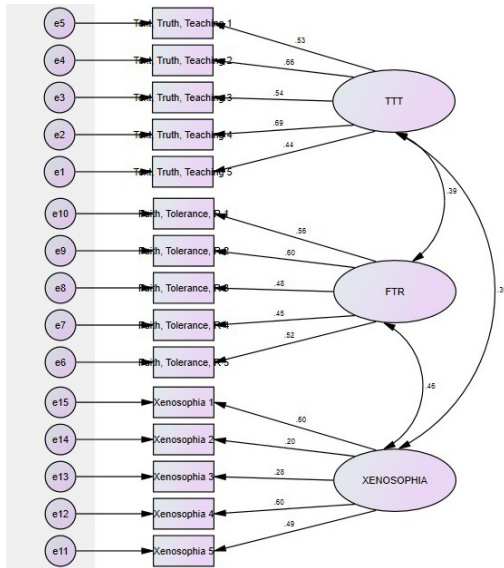 e5
Text, Truth, Teaching 1
.53
e4
Text, Truth, Teaching 2
.66
e3
Text, Truth, Teaching 3
.54
TTT
e2
Text, Truth, Teaching 4
.69
e1
Text, Truth, Teaching 5
.44
.39
e10
Faith, Tolerance, R 1
.56
e9
Faith, Tolerance, R 2
.60
e8
Faith, Tolerance, R 3
.48
FTR
e7
Faith, Tolerance, R 4
e6
Faith, Tolerance, R 5
.52
.46
e15
Xenosophia 1
.60
e14
Xenosophia 2
.20
e13
Xenosophia 3
.28
XENOSOPHIA
e12
Xenosophia 4
.60
e11
Xenosophia 5
.49